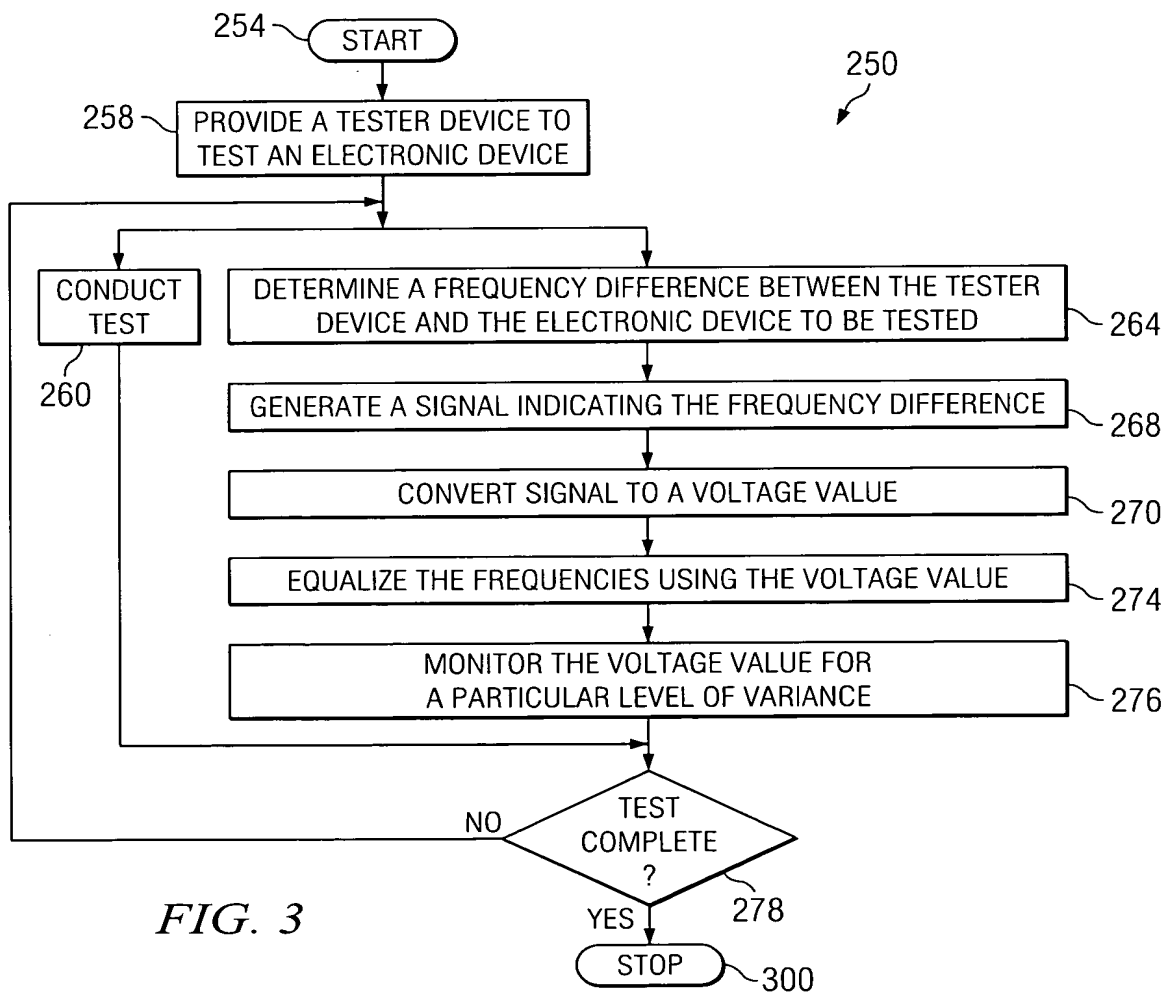 254
START
250
258
PROVIDE A TESTER DEVICE TO
TEST AN ELECTRONIC DEVICE
CONDUCT
TEST
260
DETERMINE A FREQUENCY DIFFERENCE BETWEEN THE TESTER
DEVICE AND THE ELECTRONIC DEVICE TO BE TESTED
264
GENERATE A SIGNAL INDICATING THE FREQUENCY DIFFERENCE
268
CONVERT SIGNAL TO A VOLTAGE VALUE
270
EQUALIZE THE FREQUENCIES USING THE VOLTAGE VALUE
274
MONITOR THE VOLTAGE VALUE FOR
A PARTICULAR LEVEL OF VARIANCE
276
NO
TEST
COMPLETE
?
278
YES
STOP
300
FIG. 3